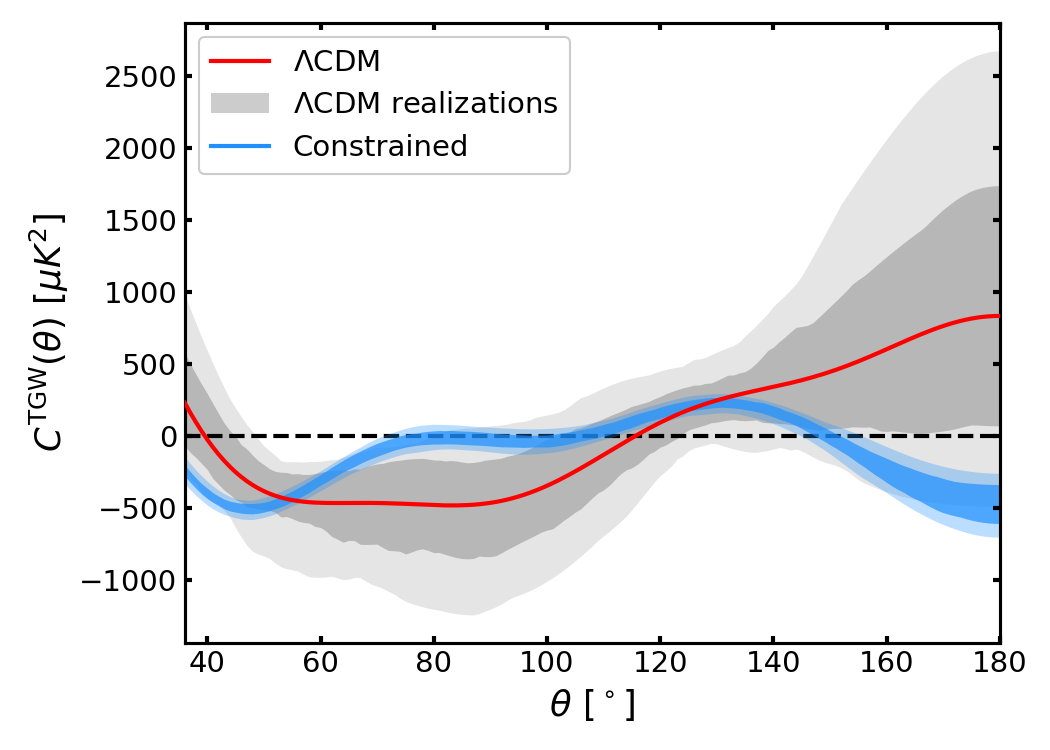 ΛCDM
ΛCDM realizations
Constrained
2500
2000
1500
1000
500
0
−500
−1000
C^TGW(θ) [μK²]
40 60 80 100 120 140 160 180
θ [°]